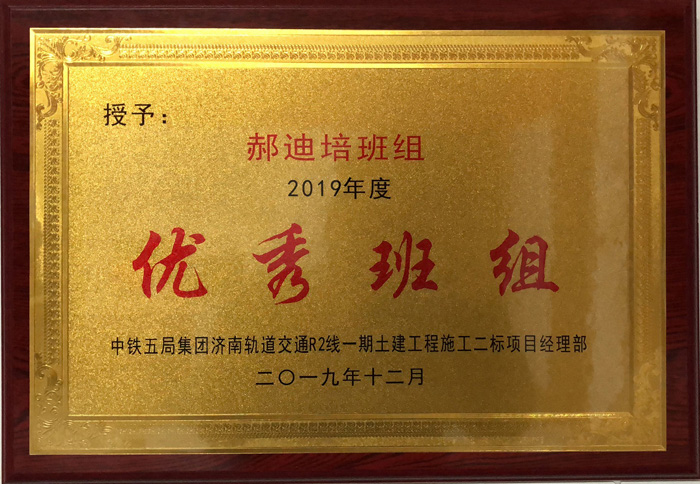 授予：
郝迪培班组
2019年度
优秀班组
中铁五局集团济南轨道交通R2线一期土建工程施工二标项目经理部
二〇一九年十二月